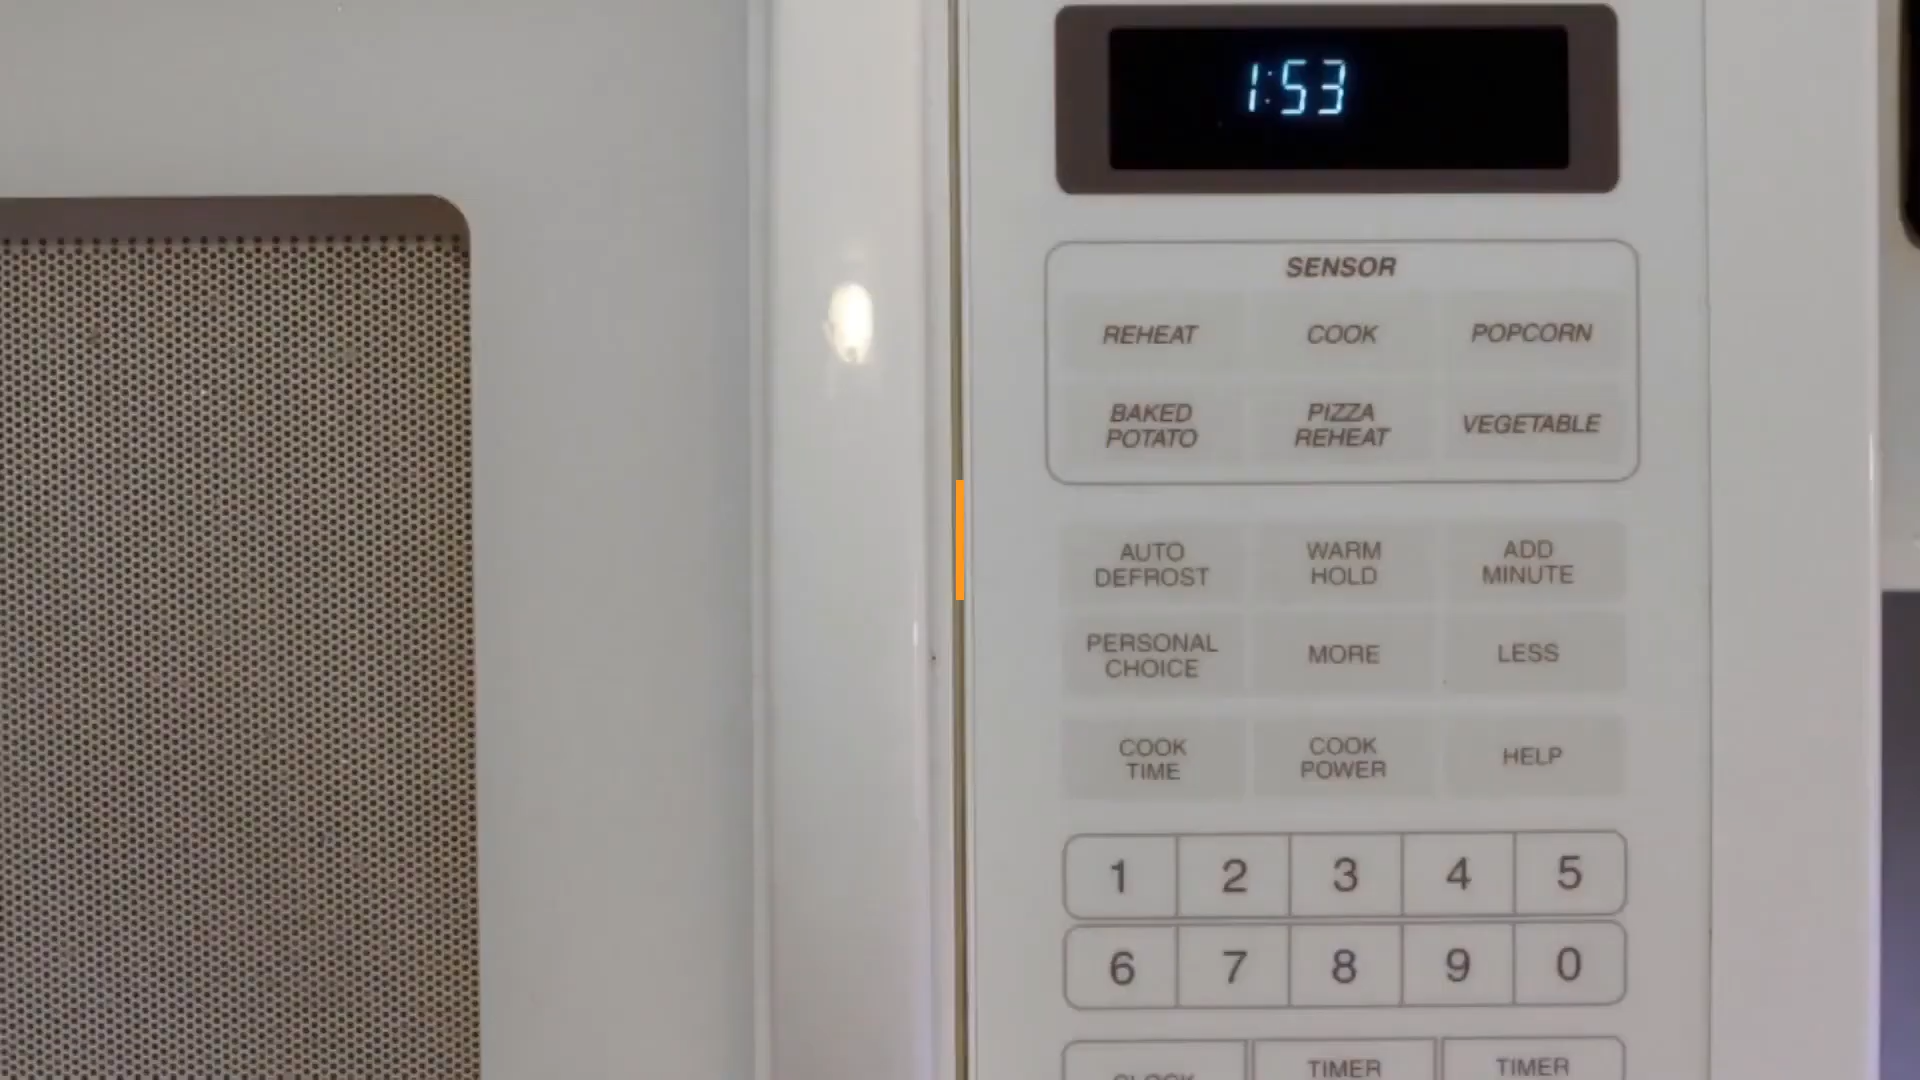 1:53
SENSOR
REHEAT COOK POPCORN
BAKED POTATO
PIZZA REHEAT
VEGETABLE
AUTO DEFROST
WARM HOLD
ADD MINUTE
PERSONAL CHOICE
MORE
LESS
COOK TIME
COOK POWER
HELP
1 2 3 4 5
6 7 8 9 0
CLOCK
TIMER
TIMER